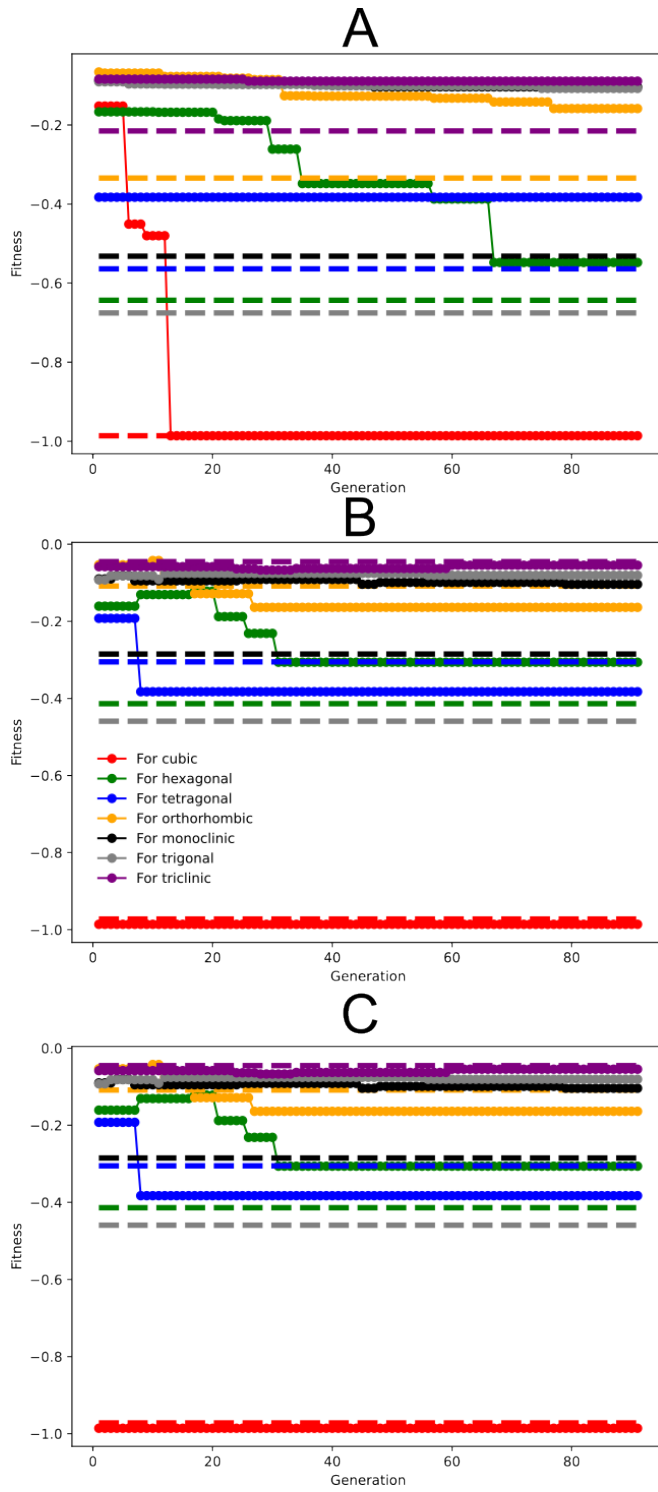 A
Fitness
−0.2
−0.4
−0.6
−0.8
−1.0
0
20
40
60
80
Generation
B
Fitness
0.0
−0.2
−0.4
−0.6
−0.8
−1.0
For cubic
For hexagonal
For tetragonal
For orthorhombic
For monoclinic
For trigonal
For triclinic
0
20
40
60
80
Generation
C
Fitness
0.0
−0.2
−0.4
−0.6
−0.8
−1.0
0
20
40
60
80
Generation